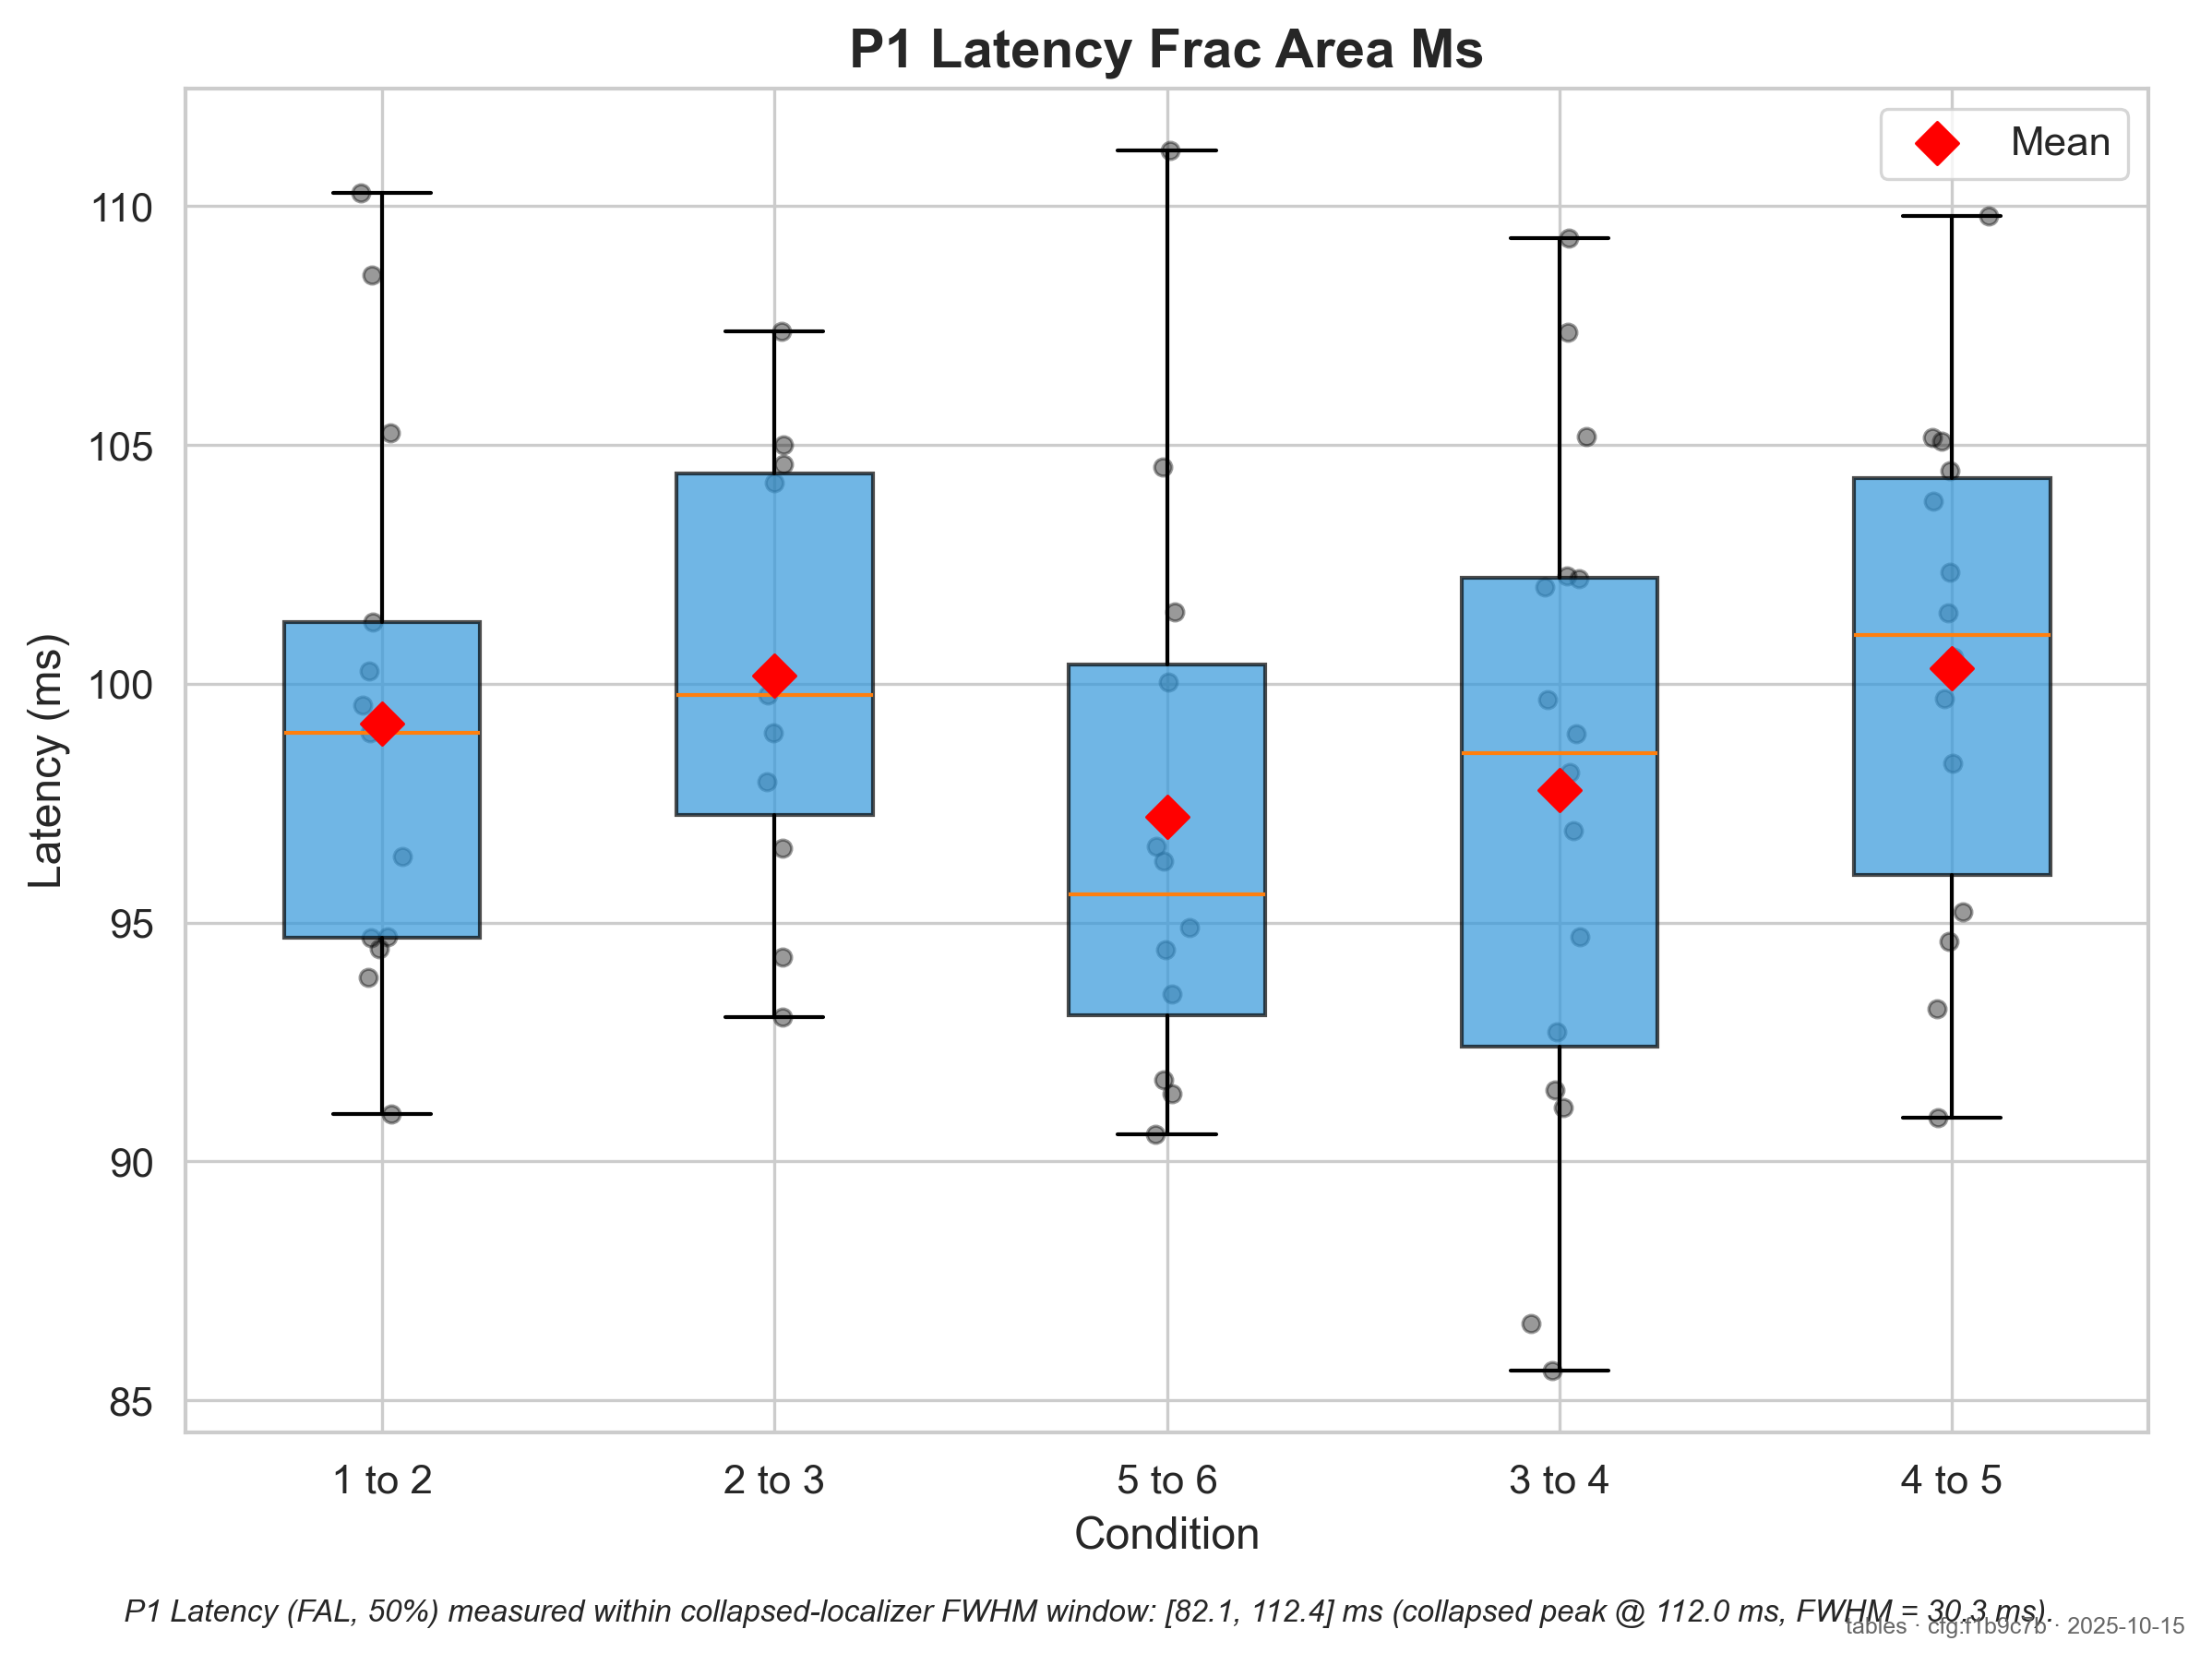 P1 Latency Frac Area Ms
Mean
110
105
100
95
90
85
Latency (ms)
1 to 2
2 to 3
5 to 6
3 to 4
4 to 5
Condition
P1 Latency (FAL, 50%) measured within collapsed-localizer FWHM window: [82.1, 112.4] ms (collapsed peak @ 112.0 ms, FWHM = 30.3 ms).
tables · cfg:f1b9c7b · 2025-10-15